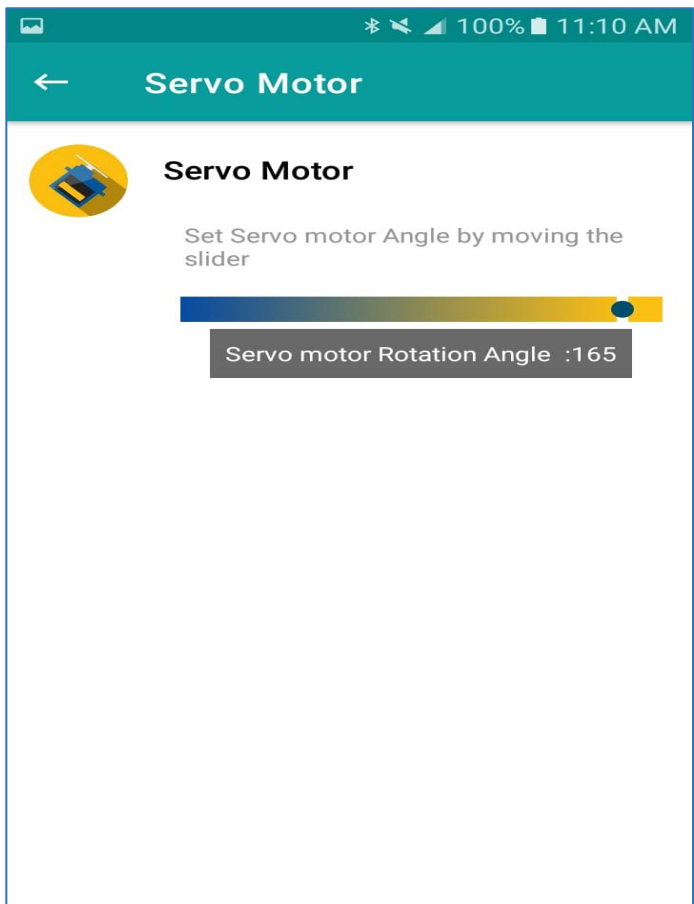 100% 11:10 AM
Servo Motor
Servo Motor
Set Servo motor Angle by moving the
slider
Servo motor Rotation Angle :165